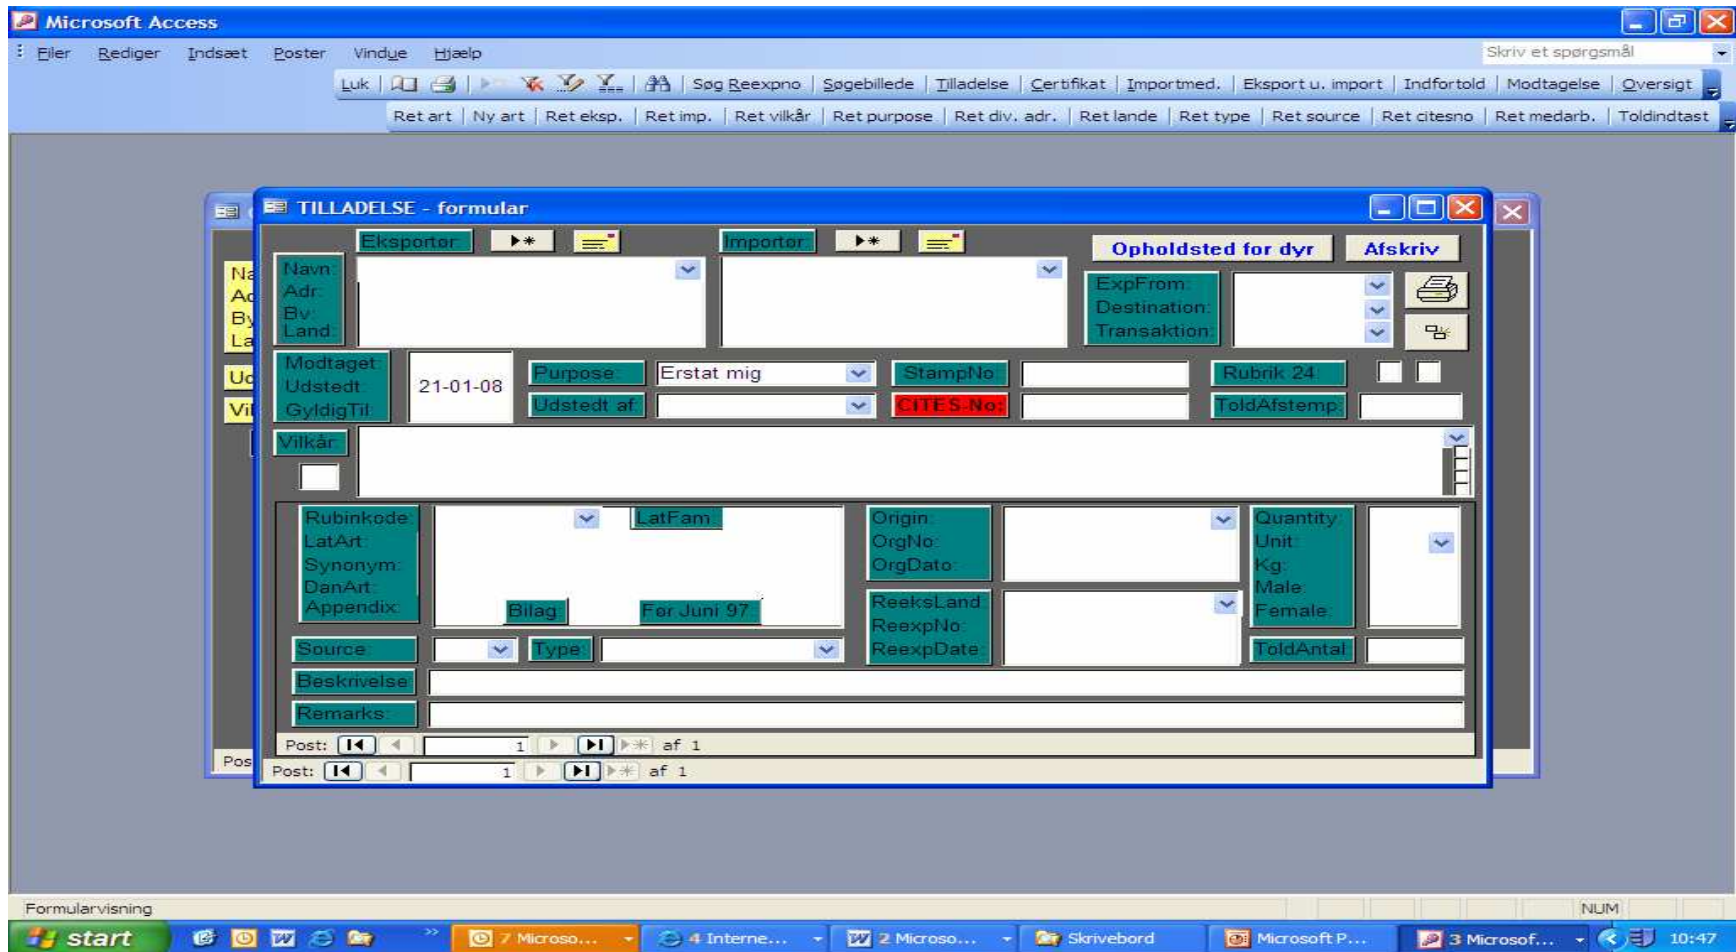 Microsoft Access
Filer Rediger Indsæt Poster Vindue Hjælp Skriv et spørgsmål
Luk Søg Reexpno Søgebillede Tilladelse Certifikat Importmed. Eksport u. import Indfortold Modtagelse Oversigt
Ret art Ny art Ret eksp. Ret imp. Ret vilkår Ret purpose Ret div. adr. Ret lande Ret type Ret source Ret citesno Ret medarb. Toldindtast
TILLADELSE - formular
Eksportør: Importør: Opholdsted for dyr Afskriv
Navn:
Adr:
By:
Land:
ExpFrom:
Destination:
Transaktion:
Modtaget:
Udstedt:
GyldigTil:
21-01-08
Purpose: Erstat mig StampNo: Rubrik 24:
Udstedt af: CITES-No: ToldAfstemp:
Vilkår:
Rubinkode: LatFam:
LatArt:
Synonym:
DanArt:
Appendix: Bilag: Før Juni 97:
Origin:
OrgNo:
OrgDato:
ReeksLand:
ReexpNo:
ReexpDate:
Quantity:
Unit:
Kg:
Male:
Female:
Source: Type: ToldAntal:
Beskrivelse:
Remarks:
Post: 1 af 1
Post: 1 af 1
Formularvisning NUM
start 7 Microso... 4 Interne... 2 Microso... Skrivebord Microsoft P... 3 Microsof... 10:47